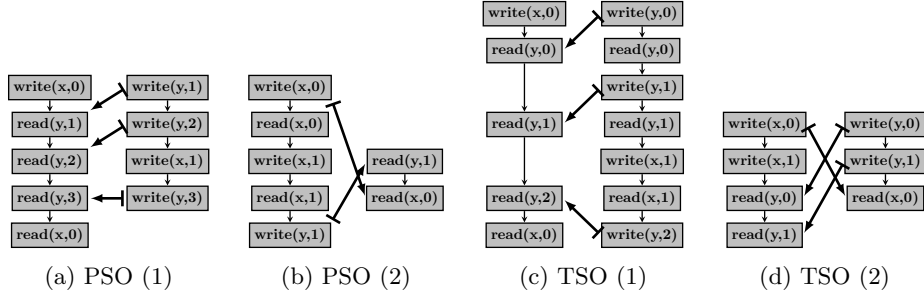 write(x,0)
read(y,1)
read(y,2)
read(y,3)
read(x,0)
write(y,1)
write(y,2)
write(x,1)
write(y,3)
(a) PSO (1)
write(x,0)
read(x,0)
write(x,1)
read(x,1)
write(y,1)
read(y,1)
read(x,0)
(b) PSO (2)
write(x,0)
read(y,0)
read(y,1)
read(y,2)
read(x,0)
write(y,0)
read(y,0)
write(y,1)
read(y,1)
write(x,1)
read(x,1)
write(y,2)
(c) TSO (1)
write(x,0)
write(x,1)
read(y,0)
read(y,1)
write(y,0)
write(y,1)
read(x,0)
(d) TSO (2)